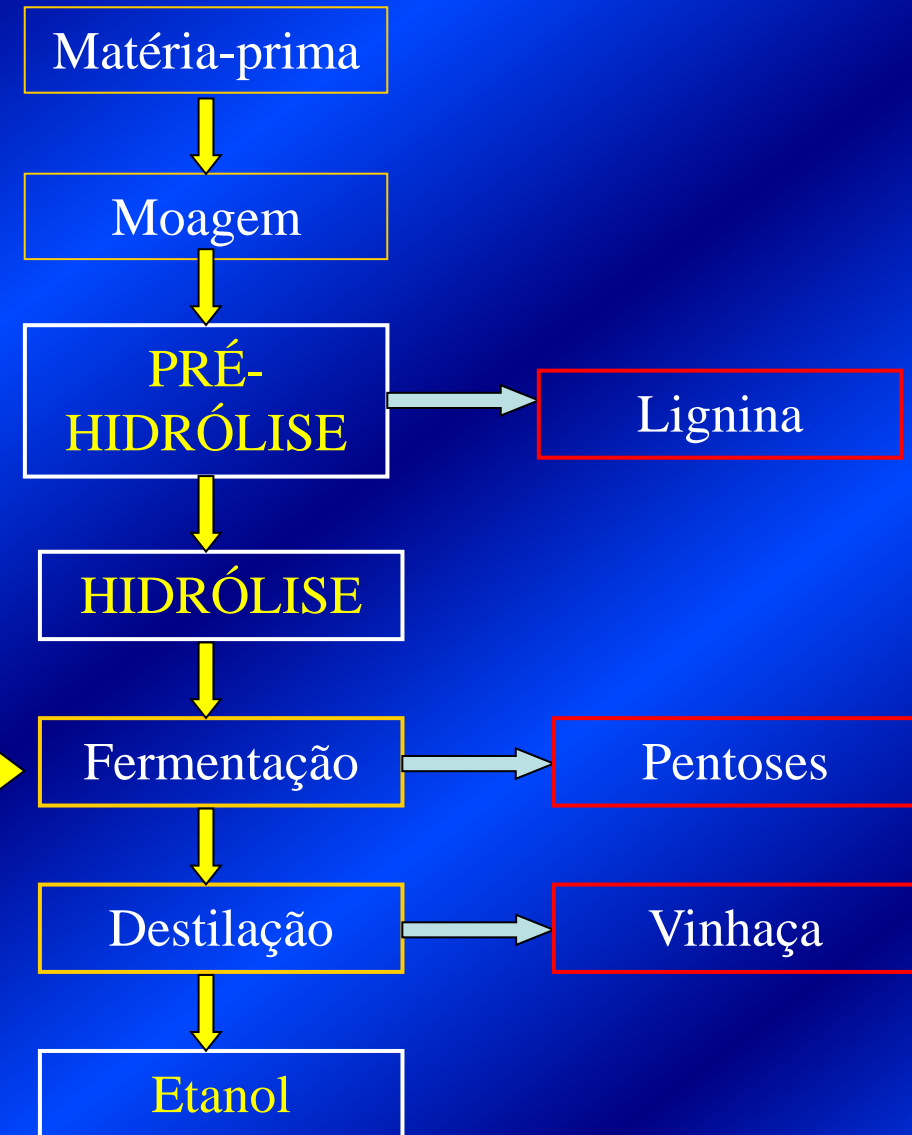 Matéria-prima
Moagem
PRÉ-
HIDRÓLISE
Lignina
HIDRÓLISE
Fermentação
Pentoses
Destilação
Vinhaça
Etanol